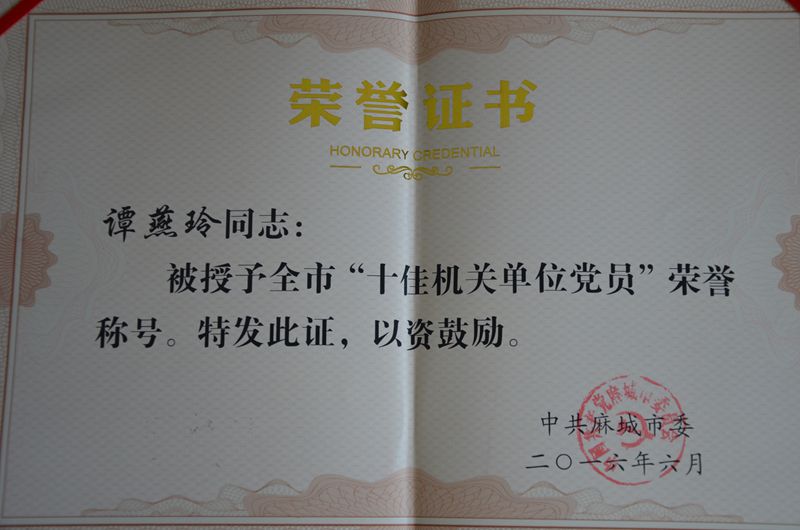 荣誉证书
HONORARY CREDENTIAL
谭燕玲同志：
被授予全市“十佳机关单位党员”荣誉
称号。特发此证，以资鼓励。
中共麻城市委
二〇一六年六月